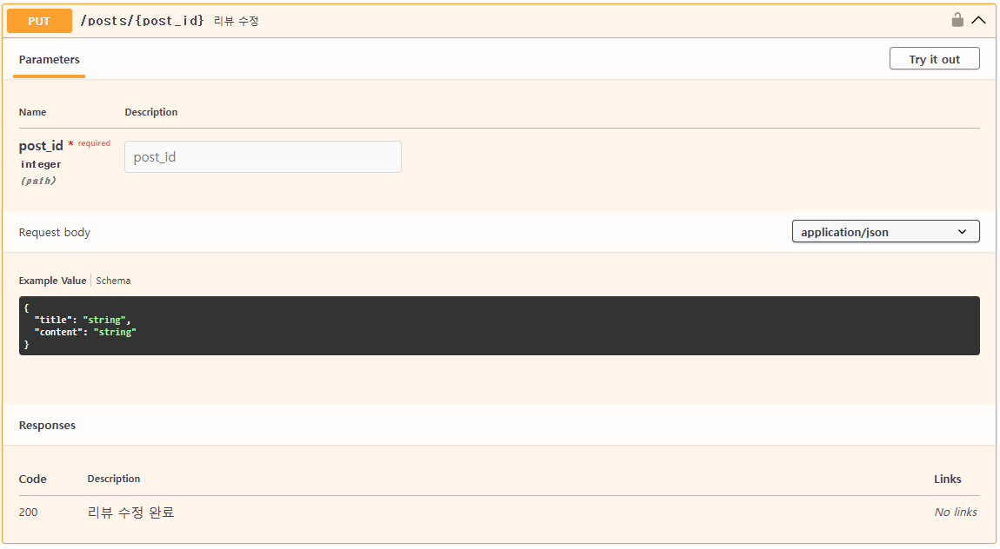 PUT /posts/{post_id} 리뷰 수정
Parameters Try it out
Name Description
post_id * required post_id
integer
(path)
Request body application/json
Example Value Schema
{
"title": "string",
"content": "string"
}
Responses
Code Description Links
200 리뷰 수정 완료 No links